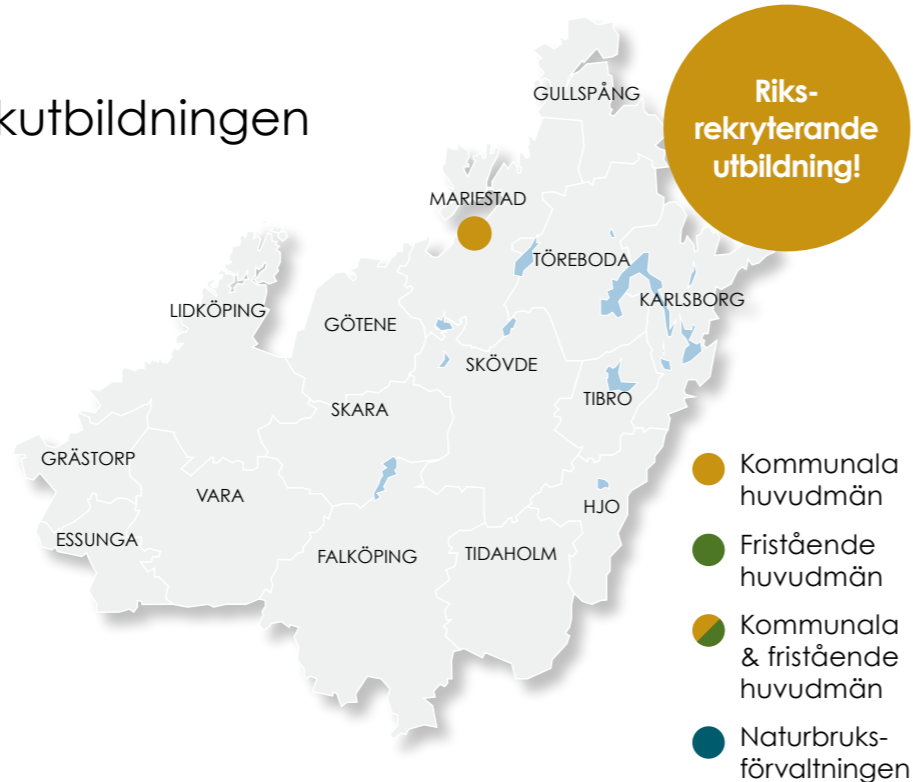 kutbildningen
Riks-
rekryterande
utbildning!
GULLSPÅNG
MARIESTAD
TÖREBODA
KARLSBORG
LIDKÖPING
GÖTENE
SKÖVDE
TIBRO
SKARA
GRÄSTORP
VARA
HJO
ESSUNGA
FALKÖPING
TIDAHOLM
Kommunala
huvudmän
Fristående
huvudmän
Kommunala
& fristående
huvudmän
Naturbruks-
förvaltningen